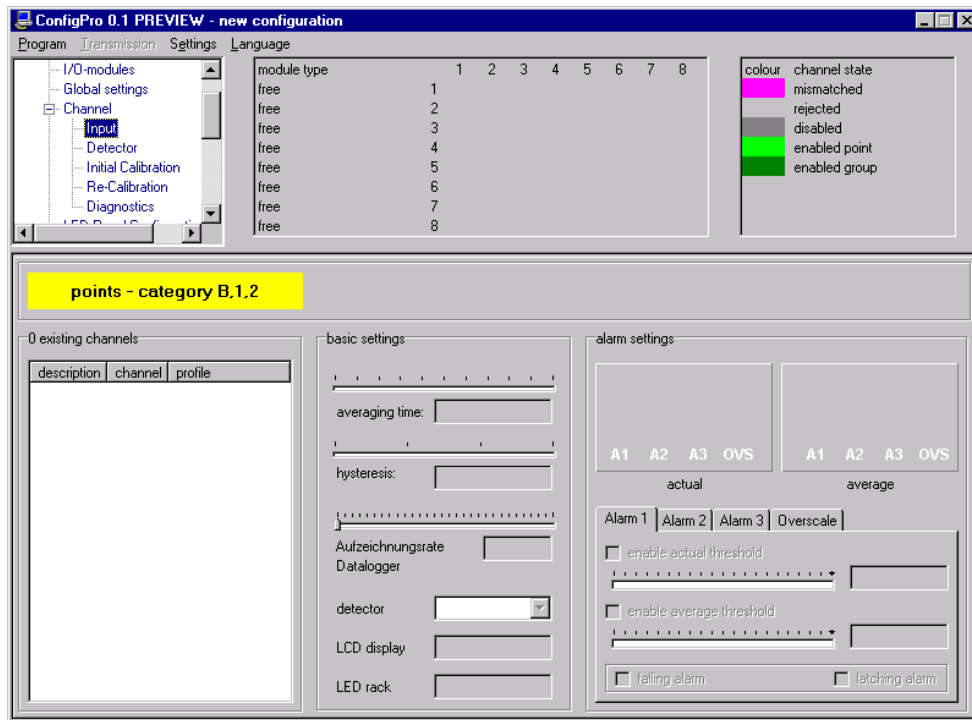 ConfigPro 0.1 PREVIEW - new configuration
Program Transmission Settings Language
I/O-modules
Global settings
Channel
Input
Detector
Initial Calibration
Re-Calibration
Diagnostics
module type 1 2 3 4 5 6 7 8
free 1
free 2
free 3
free 4
free 5
free 6
free 7
free 8
colour channel state
mismatched
rejected
disabled
enabled point
enabled group
points - category B,1,2
0 existing channels
description channel profile
basic settings
averaging time:
hysteresis:
Aufzeichnungsrate
Datalogger
detector
LCD display
LED rack
alarm settings
A1 A2 A3 OVS
actual
A1 A2 A3 OVS
average
Alarm 1 Alarm 2 Alarm 3 Overscale
enable actual threshold
enable average threshold
falling alarm latching alarm